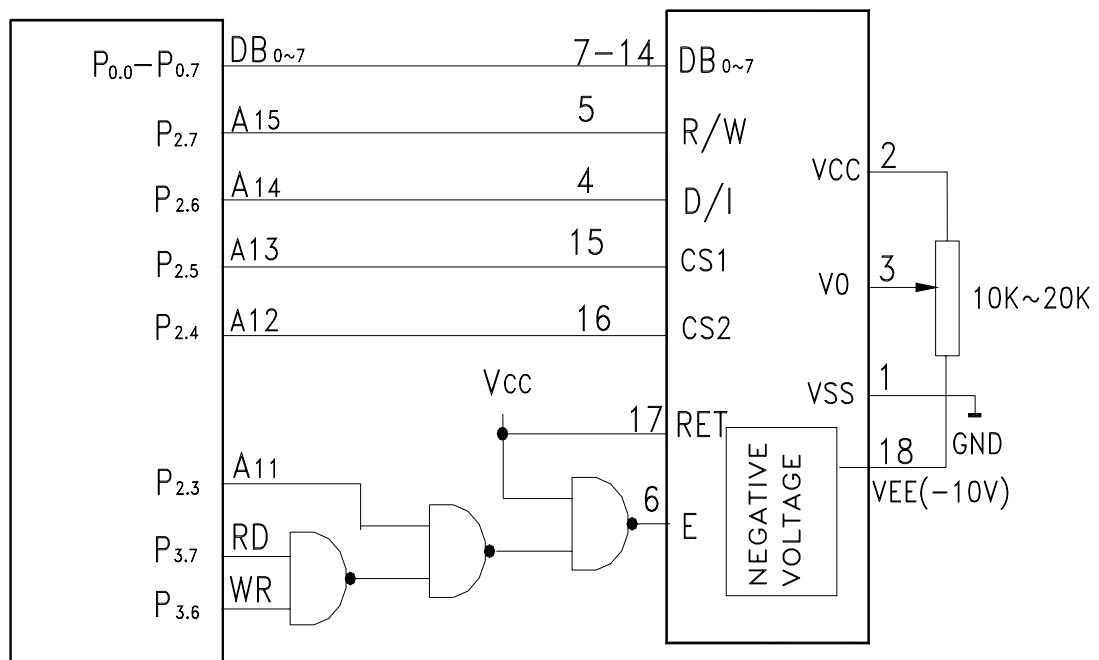 P0.0-P0.7 DB0~7 7-14 DB0~7
P2.7 A15 5 R/W
P2.6 A14 4 D/I
P2.5 A13 15 CS1
P2.4 A12 16 CS2
VCC 2
V0 3 10K~20K
VSS 1
GND
Vcc
17 RET
P2.3 A11
6 E
P3.7 RD
P3.6 WR
NEGATIVE
VOLTAGE
18
VEE(-10V)